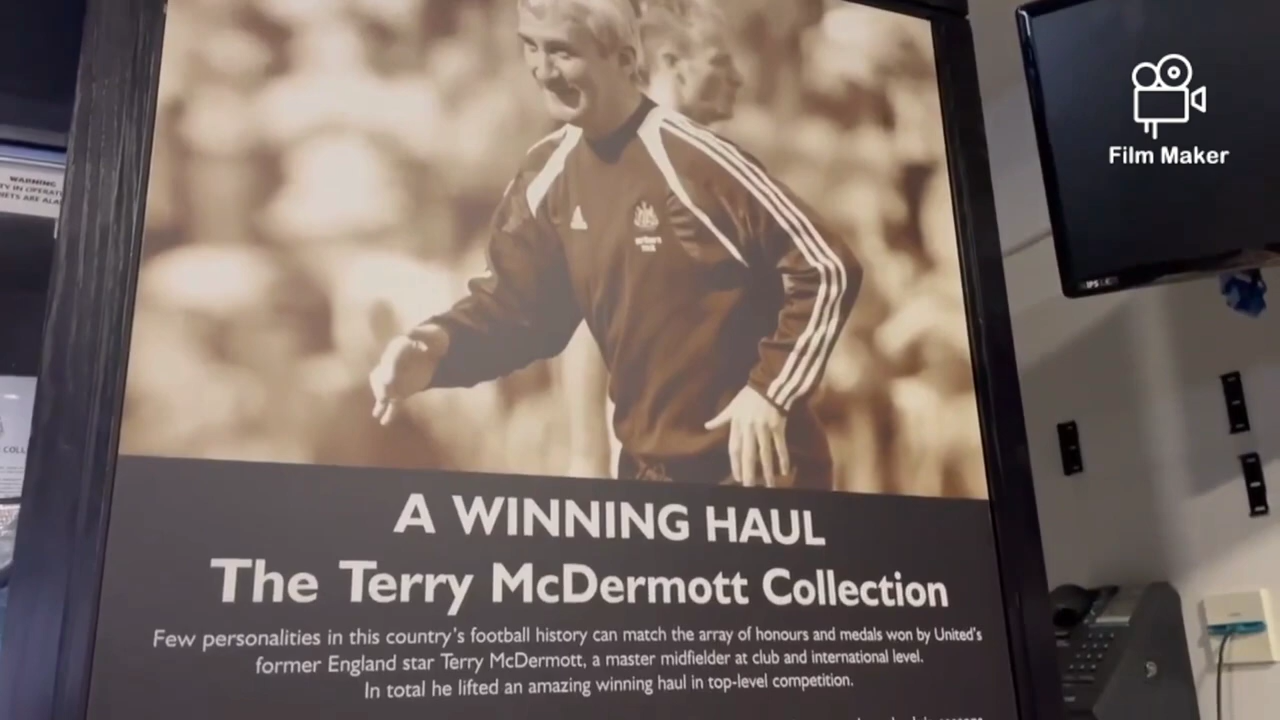 Film Maker
WARNING
A WINNING HAUL
The Terry McDermott Collection
Few personalities in this country's football history can match the array of honours and medals won by United's
former England star Terry McDermott, a master midfielder at club and international level.
In total he lifted an amazing winning haul in top-level competition.